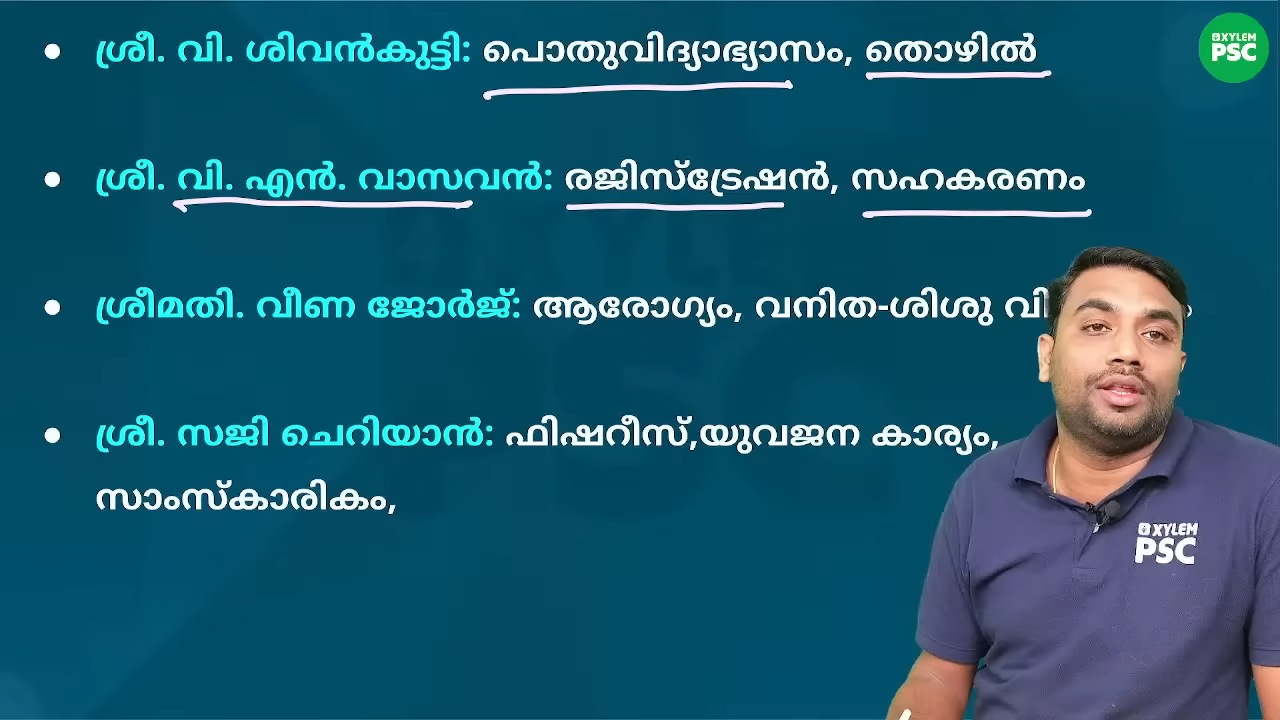 • ശ്രീ. വി. ശിവൻകുട്ടി: പൊതുവിദ്യാഭ്യാസം, തൊഴിൽ
XYLEM
PSC
• ശ്രീ. വി. എൻ. വാസവൻ: രജിസ്ട്രേഷൻ, സഹകരണം
• ശ്രീമതി. വീണ ജോർജ്: ആരോഗ്യം, വനിത-ശിശു
• ശ്രീ. സജി ചെറിയാൻ: ഫിഷറീസ്,യുവജന കാര്യം,
സാംസ്കാരികം,
XYLEM
PSC